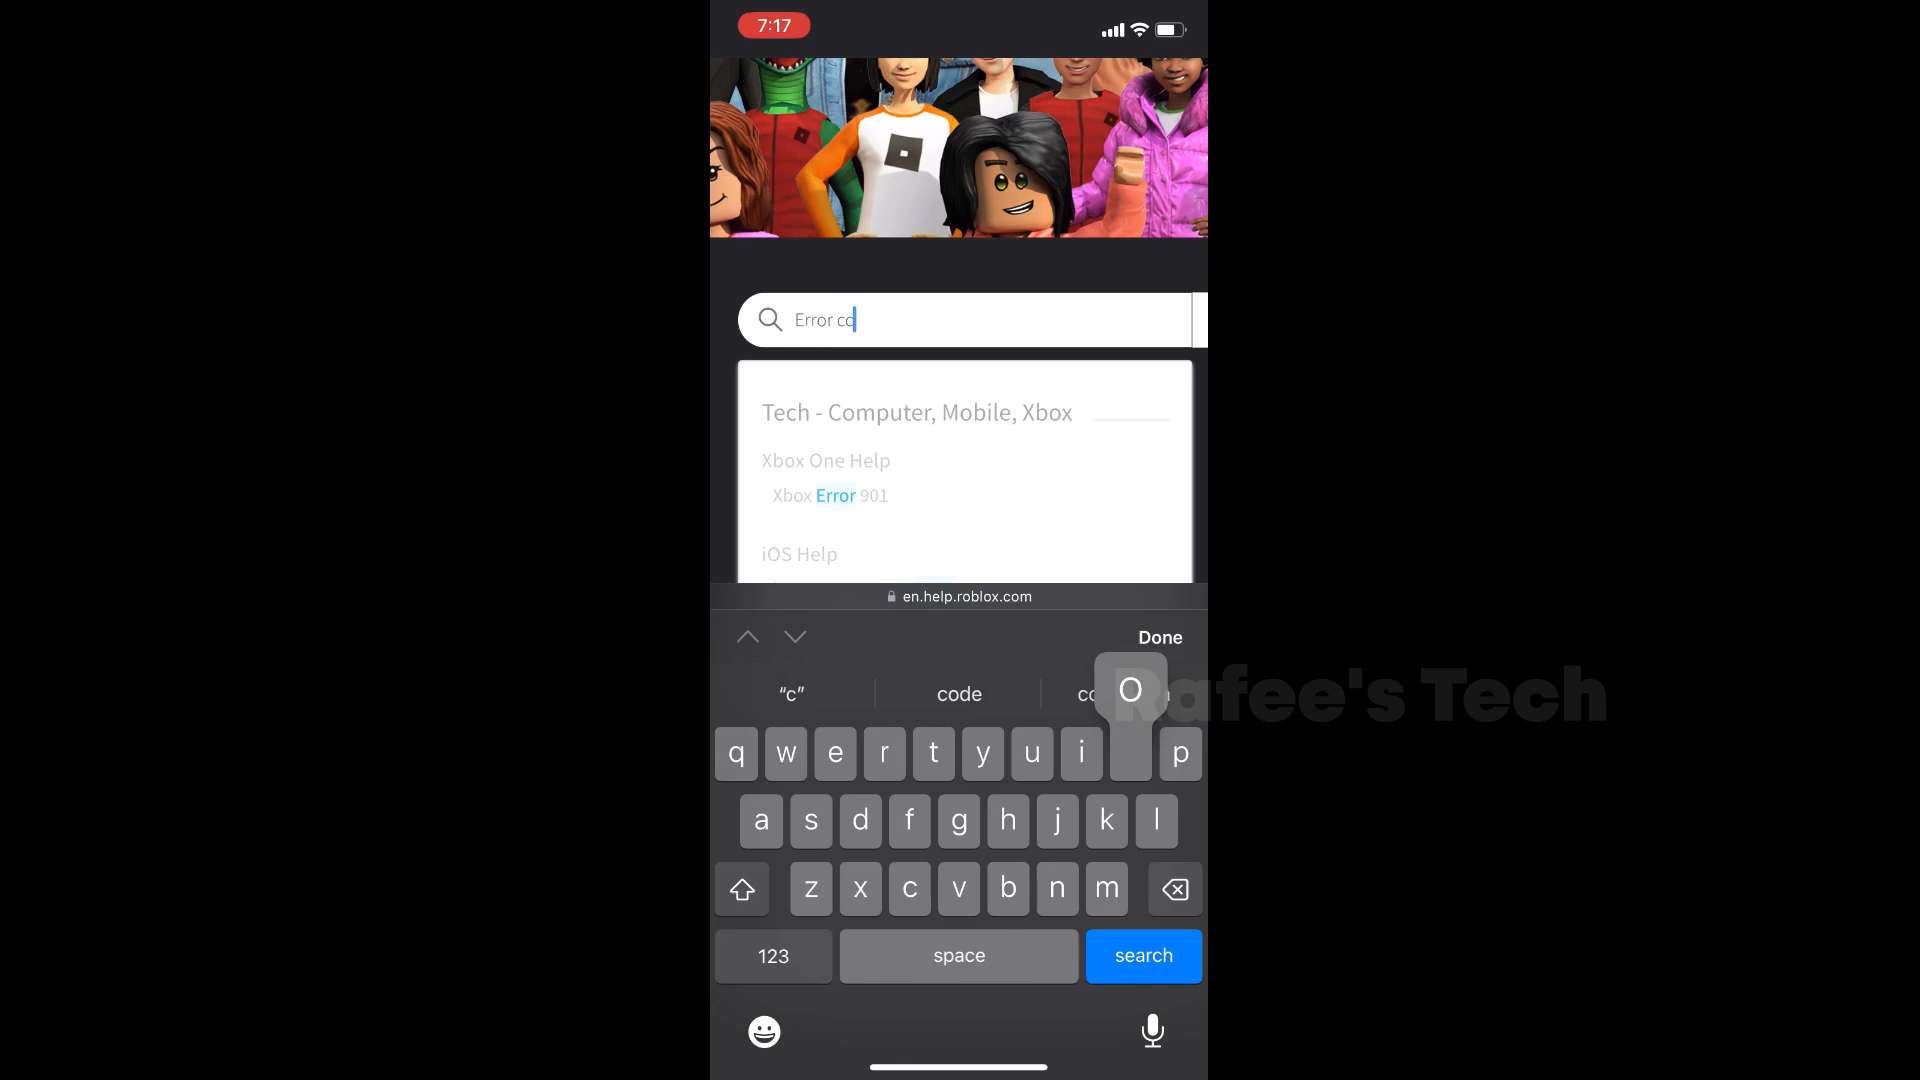 7:17
Error co
Tech - Computer, Mobile, Xbox
Xbox One Help
Xbox Error 901
iOS Help
en.help.roblox.com
Done
“c” code
O
Rafee's Tech
q w e r t y u i p
a s d f g h j k l
z x c v b n m
123 space search